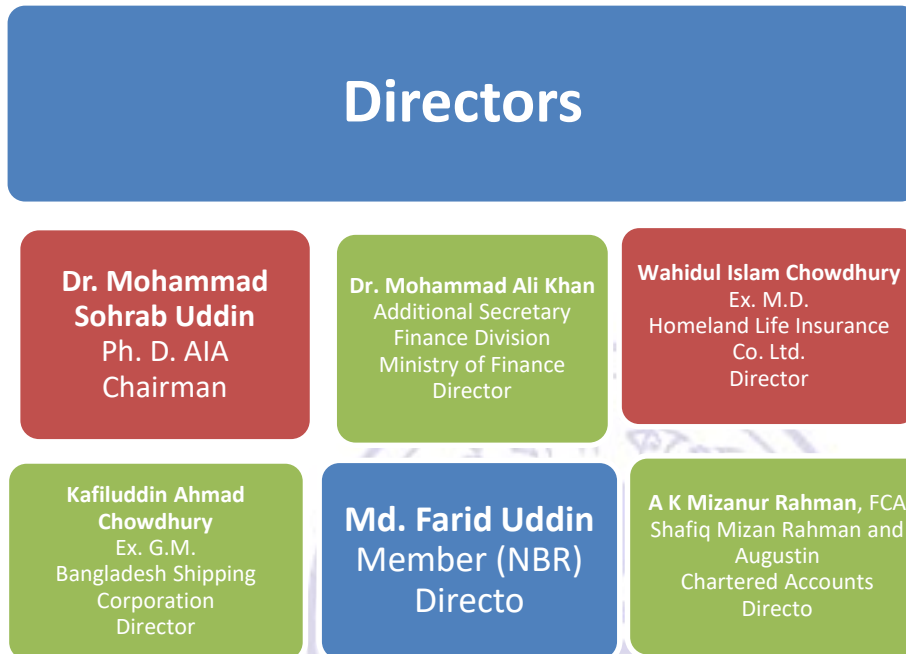 Directors
Dr. Mohammad
Sohrab Uddin
Ph. D. AIA
Chairman
Dr. Mohammad Ali Khan
Additional Secretary
Finance Division
Ministry of Finance
Director
Wahidul Islam Chowdhury
Ex. M.D.
Homeland Life Insurance
Co. Ltd.
Director
Kafiluddin Ahmad
Chowdhury
Ex. G.M.
Bangladesh Shipping
Corporation
Director
Md. Farid Uddin
Member (NBR)
Directo
A K Mizanur Rahman, FCA
Shafiq Mizan Rahman and
Augustin
Chartered Accounts
Directo